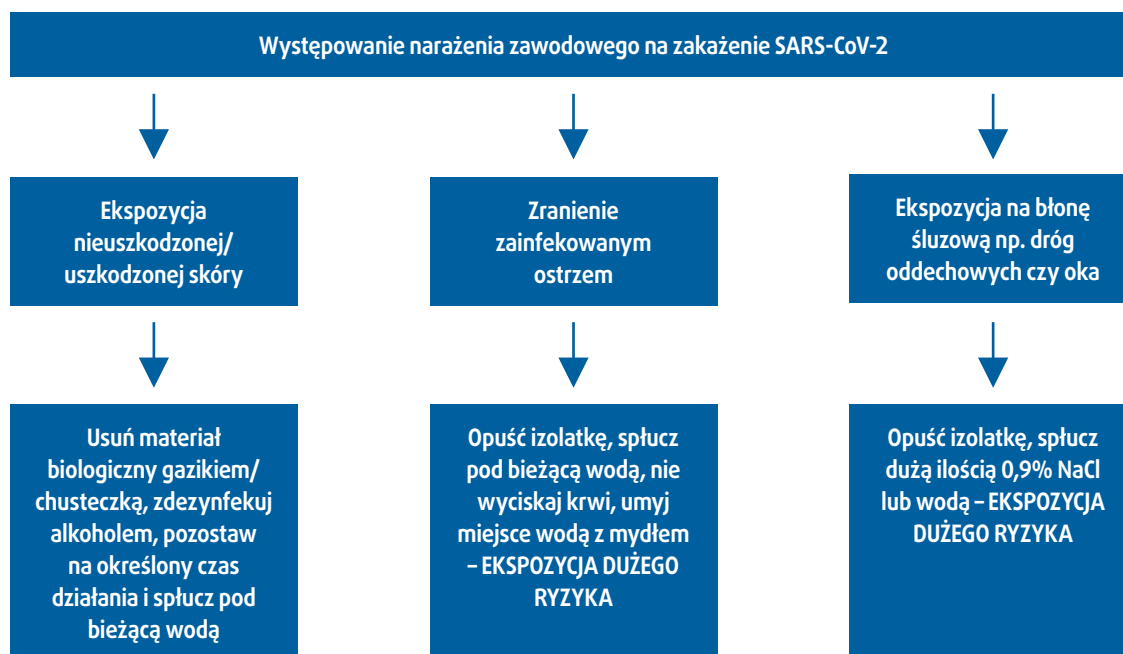 Występowanie narażenia zawodowego na zakażenie SARS-CoV-2
Ekspozycja
nieuszkodzonej/
uszkodzonej skóry
Zranienie
zainfekowanym
ostrzem
Ekspozycja na błonę
śluzową np. dróg
oddechowych czy oka
Usuń materiał
biologiczny gazikiem/
chusteczką, zdezynfekuj
alkoholem, pozostaw
na określony czas
działania i spłucz pod
bieżącą wodą
Opuść izolatkę, spłucz
pod bieżącą wodą, nie
wyciskaj krwi, umyj
miejsce wodą z mydłem
– EKSPOZYCJA DUŻEGO
RYZYKA
Opuść izolatkę, spłucz
dużą ilością 0,9% NaCl
lub wodą – EKSPOZYCJA
DUŻEGO RYZYKA